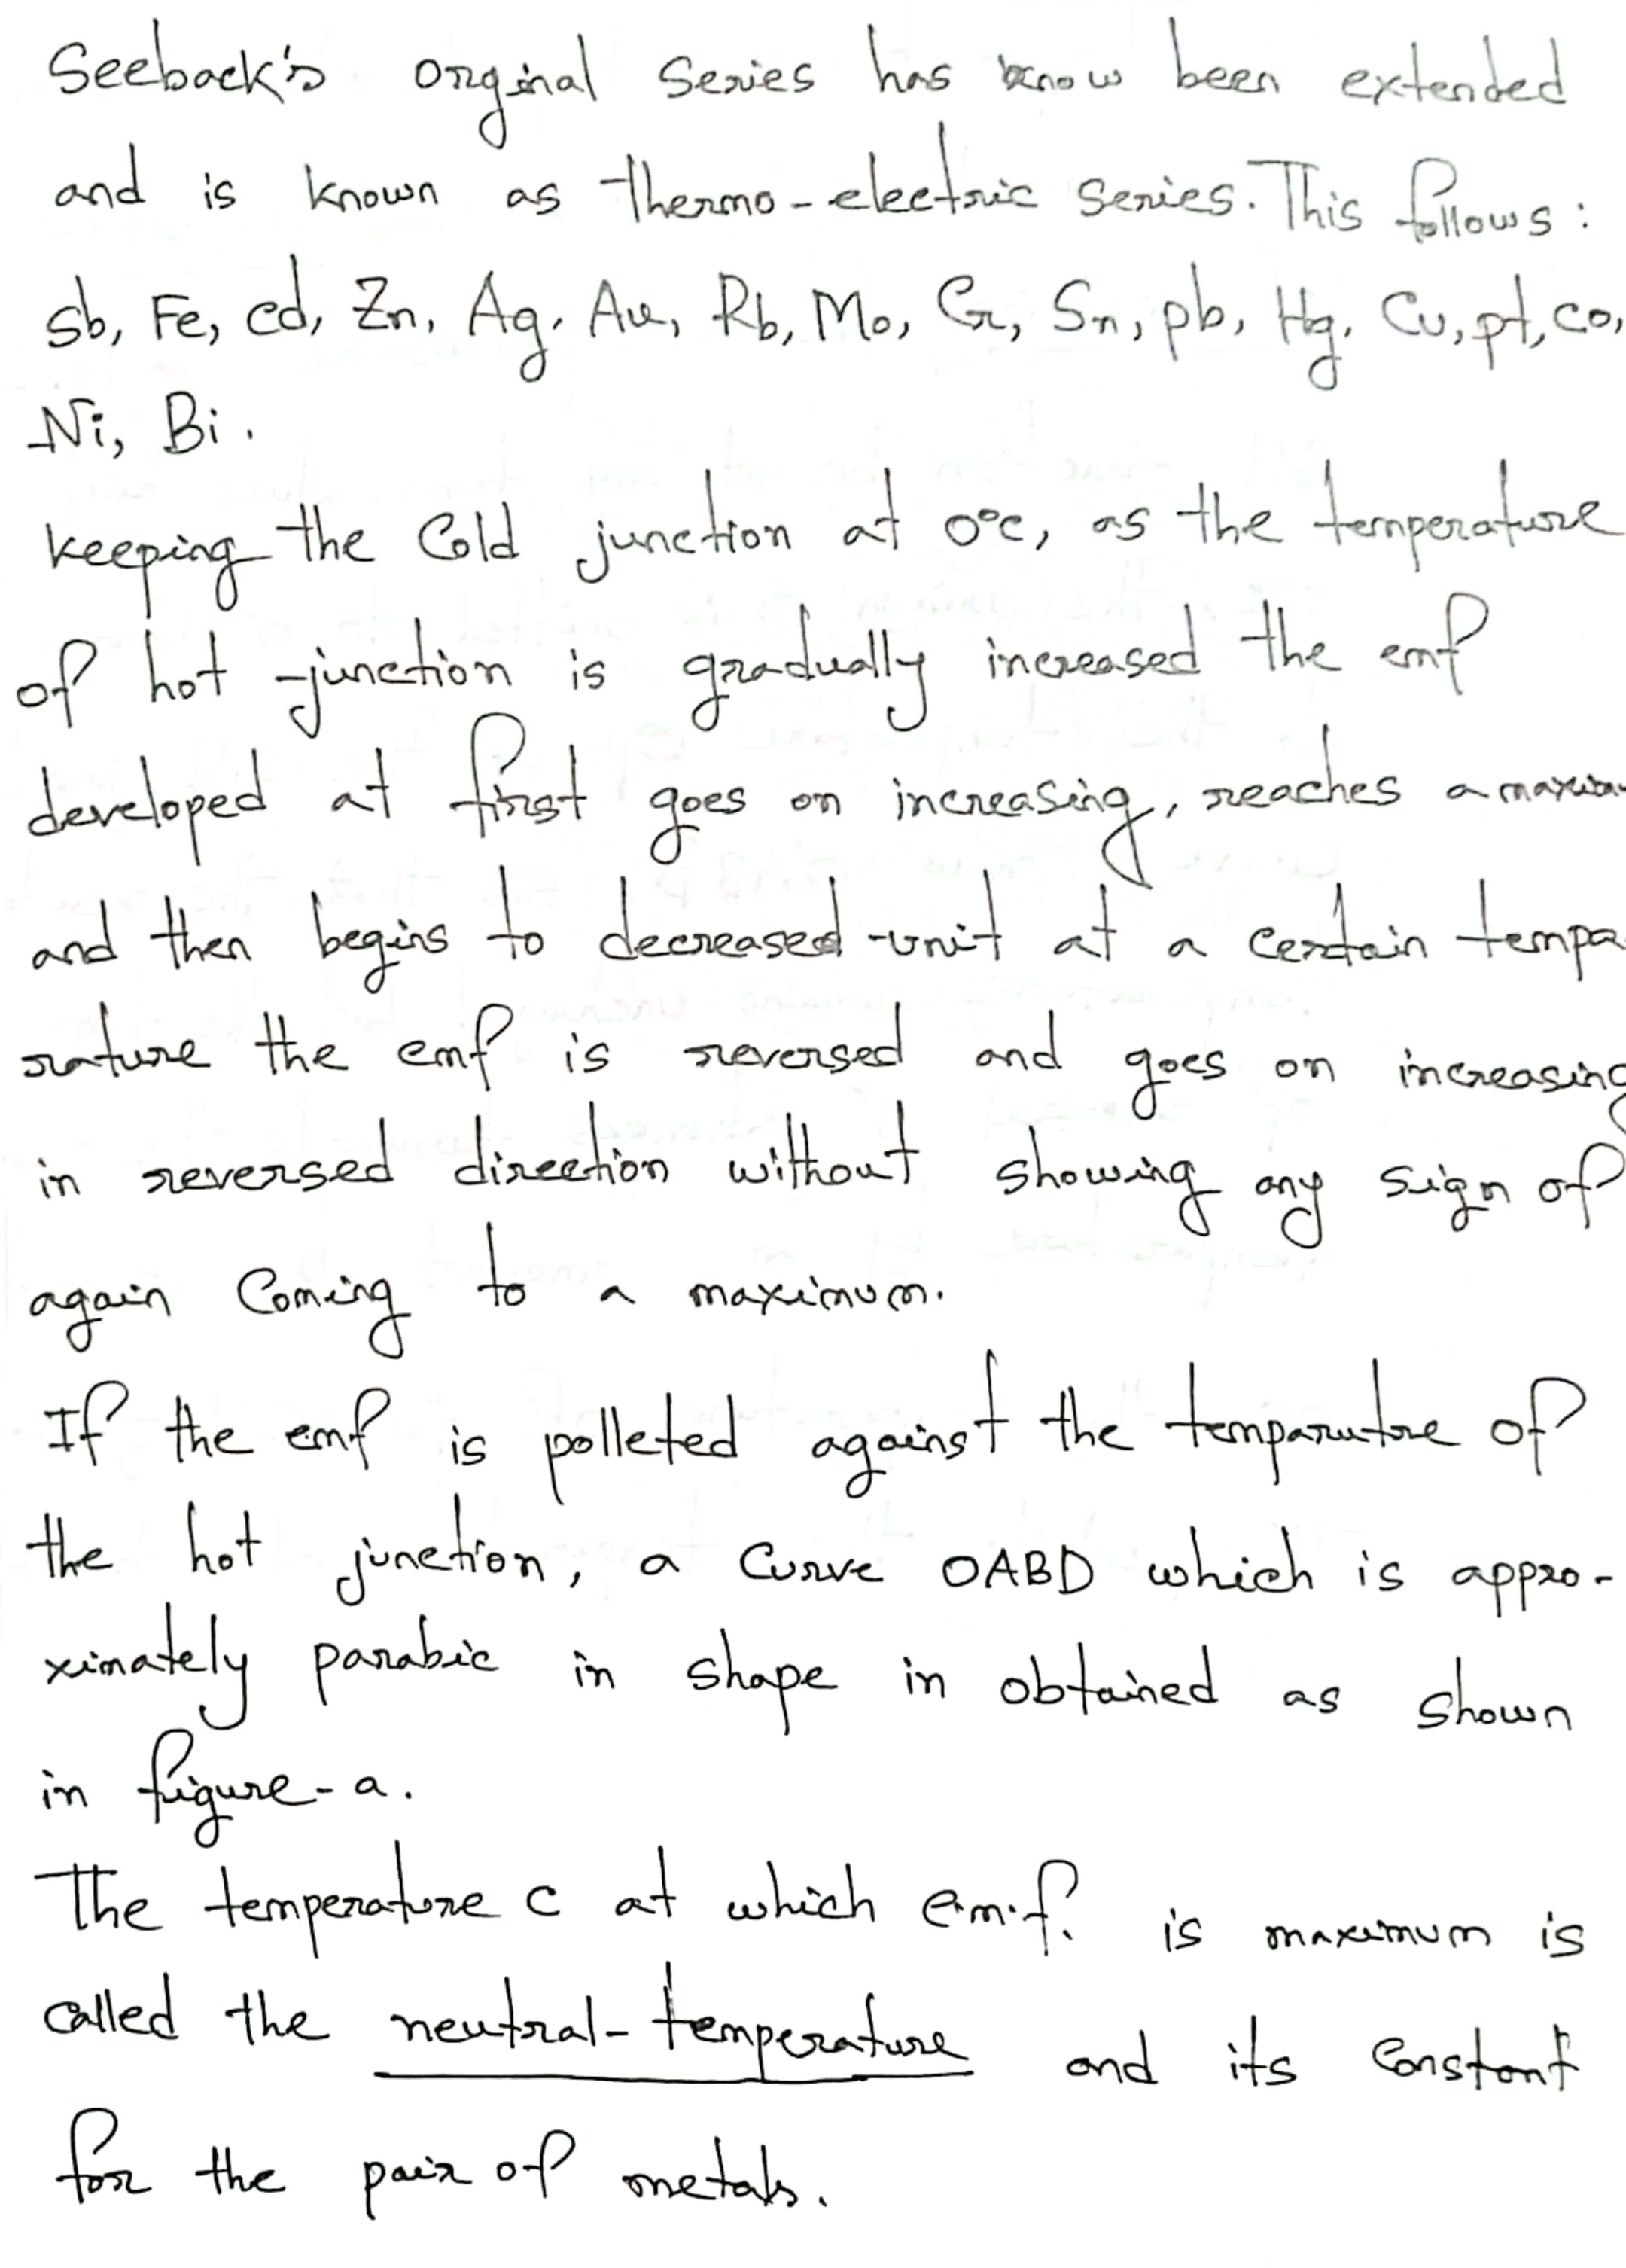 Seeback's orginal series has know been extended
and is known as thermo-electric series. This follows:
Sb, Fe, cd, Zn, Ag, Au, Rb, Mo, Cr, Sn, pb, Hg, Cu, pt, co,
Ni, Bi.
keeping the Cold junction at 0°c, as the temperature
of hot -junction is gradually increased the emf
developed at first goes on increasing, reaches a maxim
and then begins to decreased unit at a certain tempa
rature the emf is reversed and goes on increasing
in reversed direction without showing any sign of
again Coming to a maximum.
If the emf is polleted against the temparutre of
the hot junction, a Curve OABD which is appro-
ximately parabic in shape in obtained as shown
in figure-a.
The temperature c at which e.m.f. is maximum is
called the neutral-temperature and its Constant
for the pair of metals.